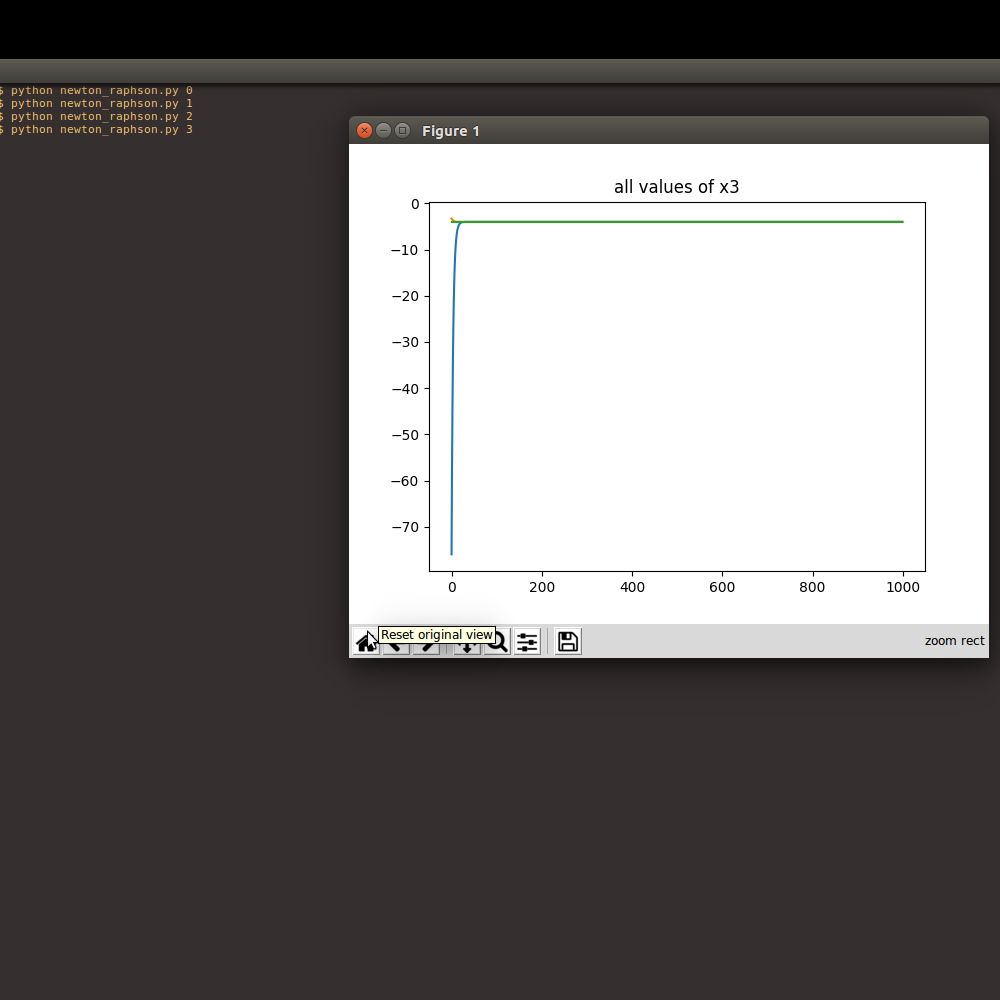 $ python newton_raphson.py 0
$ python newton_raphson.py 1
$ python newton_raphson.py 2
$ python newton_raphson.py 3
Figure 1
all values of x3
0
−10
−20
−30
−40
−50
−60
−70
0 200 400 600 800 1000
Reset original view
zoom rect